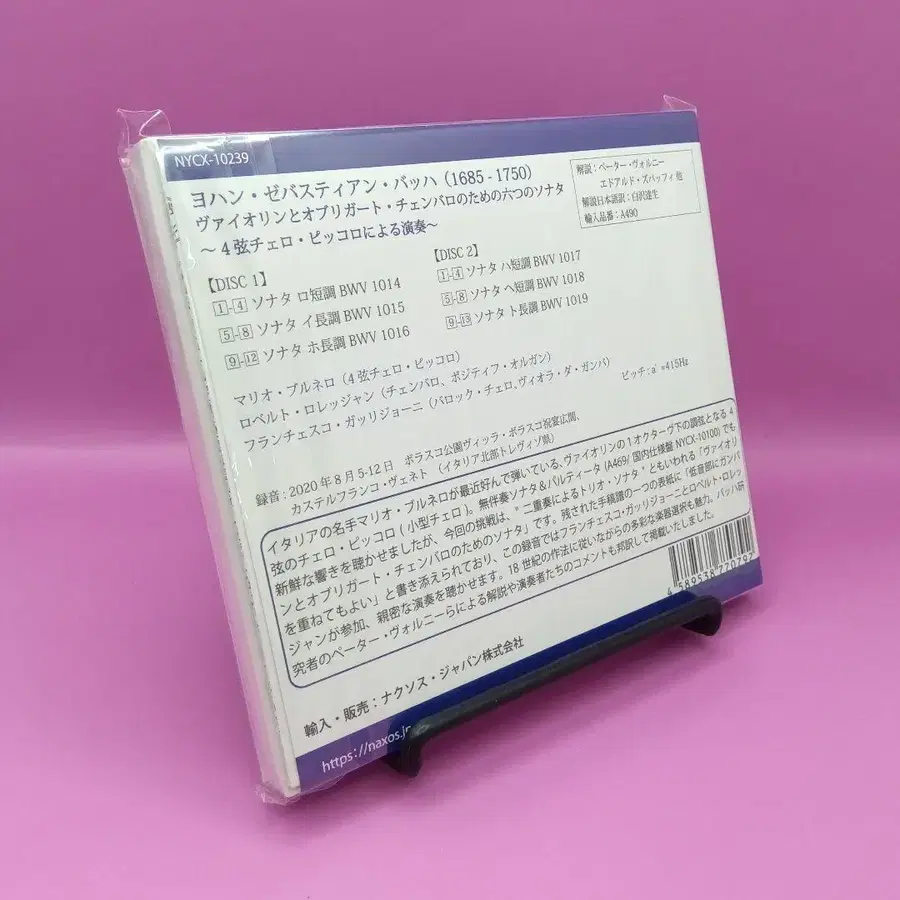 NYCX-10239
ヨハン・ゼバスティアン・バッハ (1685 - 1750)
ヴァイオリンとオブリガート・チェンバロのための六つのソナタ
～4弦チェロ・ピッコロによる演奏～
解説：ペーター・ヴォルニー
エドアルド・ズバッフィ 他
解説日本語訳：白沢達生
輸入品番：A490
【DISC 1】
1-4 ソナタ ロ短調 BWV 1014
5-8 ソナタ イ長調 BWV 1015
9-12 ソナタ ホ長調 BWV 1016
【DISC 2】
1-4 ソナタ ハ短調 BWV 1017
5-8 ソナタ ヘ短調 BWV 1018
9-13 ソナタ ト長調 BWV 1019
マリオ・ブルネロ (4弦チェロ・ピッコロ)
ロベルト・ロレッジャン (チェンバロ、ポジティフ・オルガン)
フランチェスコ・ガッリジョーニ (バロック・チェロ、ヴィオラ・ダ・ガンバ)
ピッチ：a'=415Hz
録音：2020年8月5-12日 ボラスコ公園ヴィッラ・ボラスコ祝宴広間、
カステルフランコ・ヴェネト (イタリア北部トレヴィゾ県)
イタリアの名手マリオ・ブルネロが最近好んで弾いている、ヴァイオリンの1オクターヴ下の調弦となる4
弦のチェロ・ピッコロ (小型チェロ)。無伴奏ソナタ&パルティータ (A469/国内仕様盤 NYCX-10100) でも
新鮮な響きを聴かせましたが、今回の挑戦は、"二重奏によるトリオ・ソナタ" ともいわれる「ヴァイオリ
ンとオブリガート・チェンバロのためのソナタ」です。残された手稿譜の一つの表紙に「低音部にガンバ
を重ねてもよい」と書き添えられており、この録音ではフランチェスコ・ガッリジョーニとロベルト・ロレッ
ジャンが参加、親密な演奏を聴かせます。18世紀の作法に従いながらの多彩な楽器選択も魅力。バッハ研
究者のペーター・ヴォルニーらによる解説や演奏者たちのコメントも邦訳して掲載いたしました。
4 589538 770797
輸入・販売：ナクソス・ジャパン株式会社
https://naxos.jp